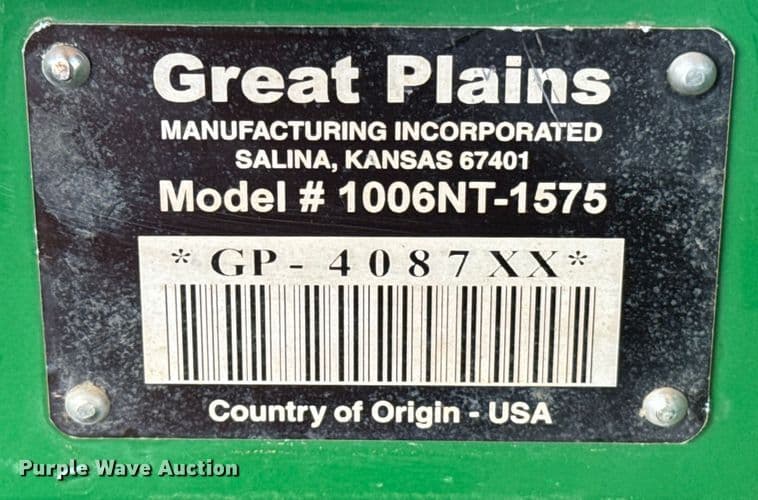 Great Plains
MANUFACTURING INCORPORATED
SALINA, KANSAS 67401
Model # 1006NT-1575
*GP-4087XX*
Country of Origin - USA
Purple Wave Auction